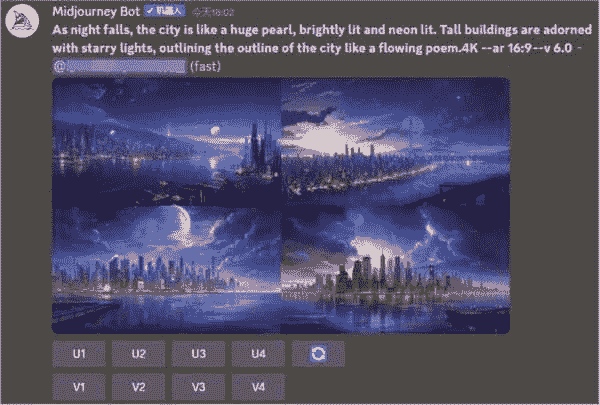 Midjourney Bot ✓机器人 今天18:02
As night falls, the city is like a huge pearl, brightly lit and neon lit. Tall buildings are adorned
with starry lights, outlining the outline of the city like a flowing poem.4K --ar 16:9--v 6.0 -
@ (fast)
U1 U2 U3 U4
V1 V2 V3 V4